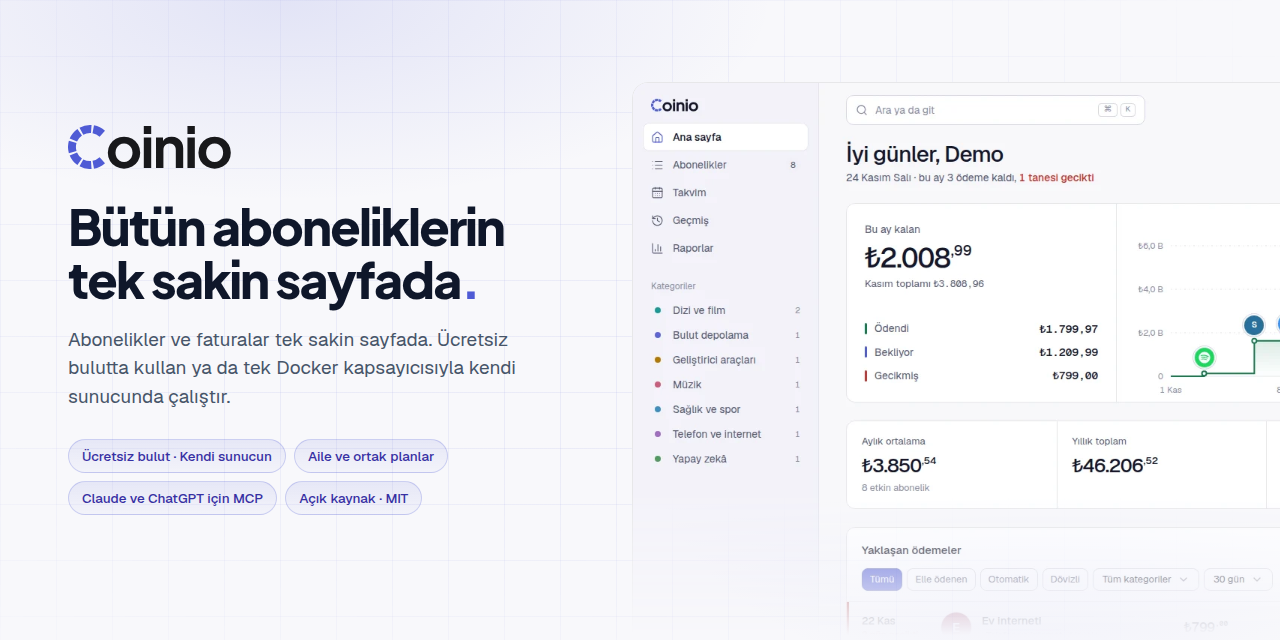 Coinio
Bütün aboneliklerin
tek sakin sayfada.
Abonelikler ve faturalar tek sakin sayfada. Ücretsiz
bulutta kullan ya da tek Docker kapsayıcısıyla kendi
sunucunda çalıştır.
Ücretsiz bulut · Kendi sunucun
Aile ve ortak planlar
Claude ve ChatGPT için MCP
Açık kaynak · MIT
Coinio
Ana sayfa
Abonelikler 8
Takvim
Geçmiş
Raporlar
Kategoriler
Dizi ve film 2
Bulut depolama 1
Geliştirici araçları 1
Müzik 1
Sağlık ve spor 1
Telefon ve internet 1
Yapay zekâ 1
Ara ya da git ⌘ K
İyi günler, Demo
24 Kasım Salı · bu ay 3 ödeme kaldı, 1 tanesi gecikti
Bu ay kalan
₺2.008,99
Kasım toplamı ₺3.808,96
Ödendi ₺1.799,97
Bekliyor ₺1.209,99
Gecikmiş ₺799,00
₺6,0 B
₺4,0 B
₺2,0 B
0
S
1 Kas
8
Aylık ortalama
₺3.850,54
8 etkin abonelik
Yıllık toplam
₺46.206,52
Yaklaşan ödemeler
Tümü
Elle ödenen
Otomatik
Dövizli
Tüm kategoriler
30 gün
22 Kas
Ev İnterneti